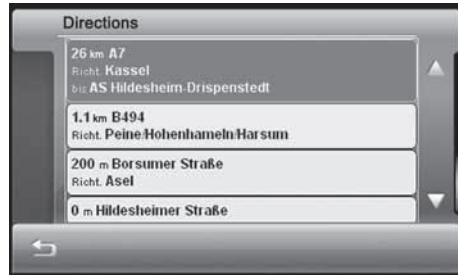 Directions
26 km A7
Richt. Kassel
bis AS Hildesheim-Drispenstedt
1.1 km B494
Richt. Peine/Hohenhameln/Harsum
200 m Borsumer Straße
Richt. Asel
0 m Hildesheimer Straße